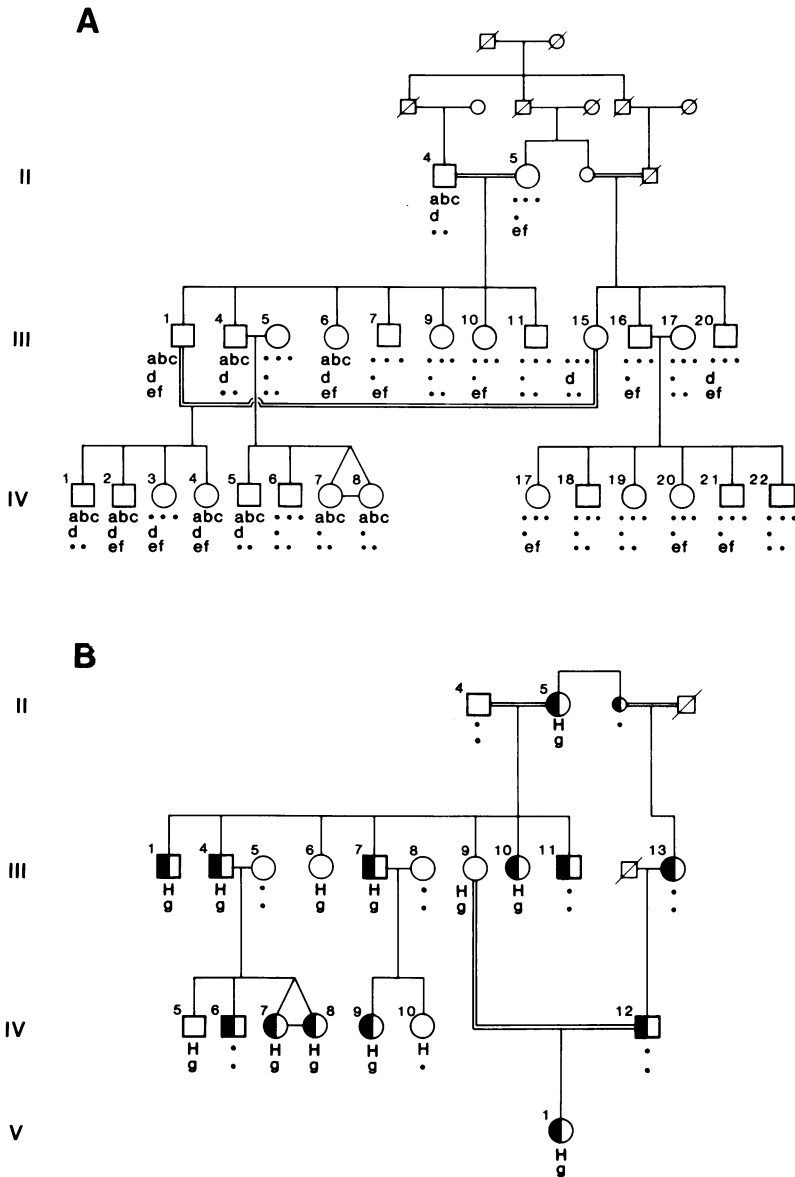 A
II
4 5
abc • • •
d •
• • ef
III
1 4 5 6 7 9 10 11 15 16 17 20
abc abc • • • abc • • • • • • • • • • • • • • • • • • • • • • • •
d d • d • • • • d • • d
ef • • • • ef ef • • ef • • • • ef • • ef
IV
1 2 3 4 5 6 7 8 17 18 19 20 21 22
abc abc • • • abc abc • • • abc abc • • • • • • • • • • • • • • • • • •
d d d d d • • • • • • • • •
• • ef ef ef • • • • • • • • ef • • • • ef ef • •
B
II
4 5
• H •
• g
III
1 4 5 6 7 8 9 10 11 13
H H • H H • H H • •
g g • g g • g g • •
IV
5 6 7 8 9 10 12
H • H H H H •
g • g g g • •
V
1
H
g